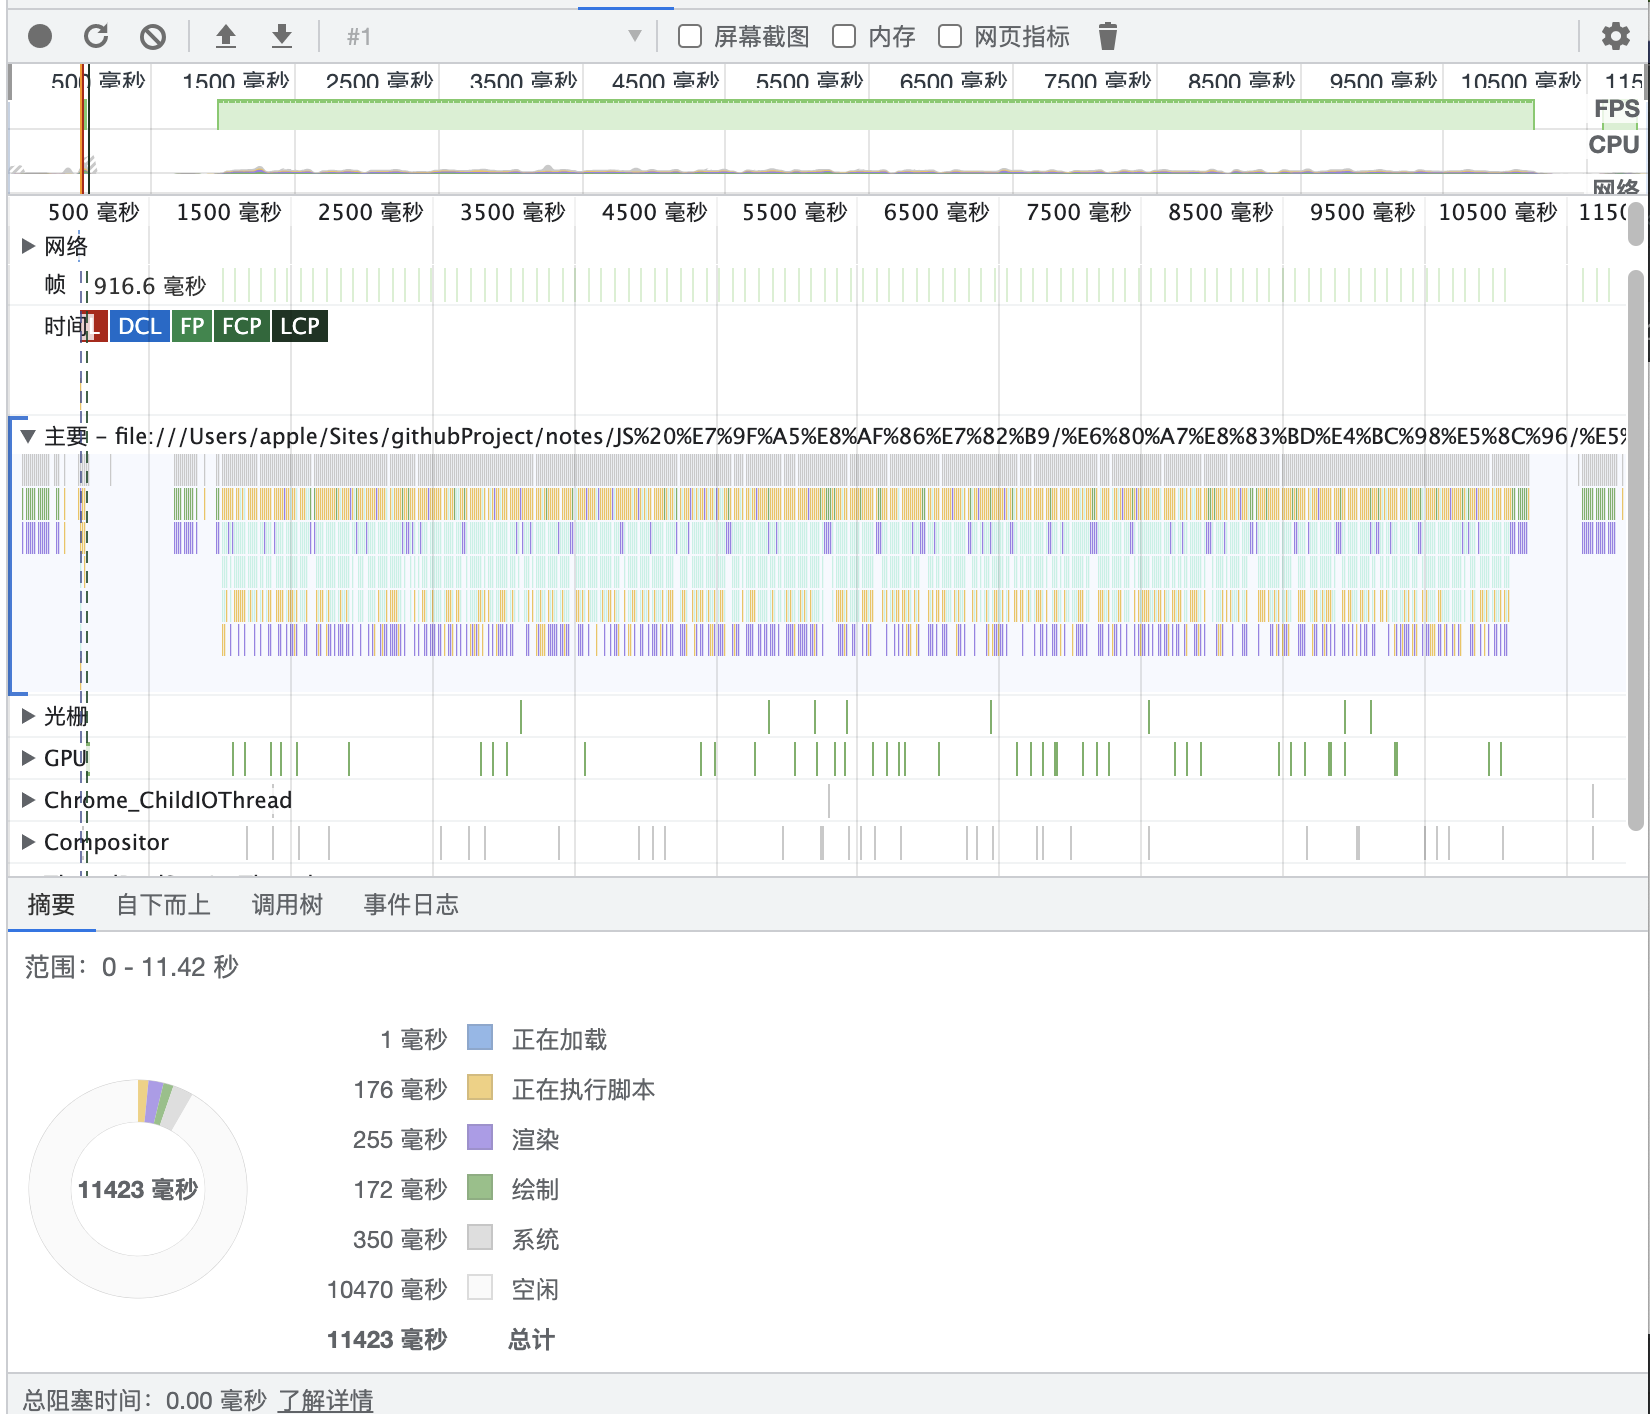 #1 屏幕截图 内存 网页指标
500 毫秒 1500 毫秒 2500 毫秒 3500 毫秒 4500 毫秒 5500 毫秒 6500 毫秒 7500 毫秒 8500 毫秒 9500 毫秒 10500 毫秒 115
FPS
CPU
网络
500 毫秒 1500 毫秒 2500 毫秒 3500 毫秒 4500 毫秒 5500 毫秒 6500 毫秒 7500 毫秒 8500 毫秒 9500 毫秒 10500 毫秒 1150
网络
帧 916.6 毫秒
时间 L DCL FP FCP LCP
主要 – file:///Users/apple/Sites/githubProject/notes/JS%20%E7%9F%A5%E8%AF%86%E7%82%B9/%E6%80%A7%E8%83%BD%E4%BC%98%E5%8C%96/%E5%
光栅
GPU
Chrome_ChildIOThread
Compositor
摘要 自下而上 调用树 事件日志
范围：0 - 11.42 秒
1 毫秒 正在加载
176 毫秒 正在执行脚本
255 毫秒 渲染
172 毫秒 绘制
350 毫秒 系统
10470 毫秒 空闲
11423 毫秒 总计
11423 毫秒
总阻塞时间：0.00 毫秒 了解详情